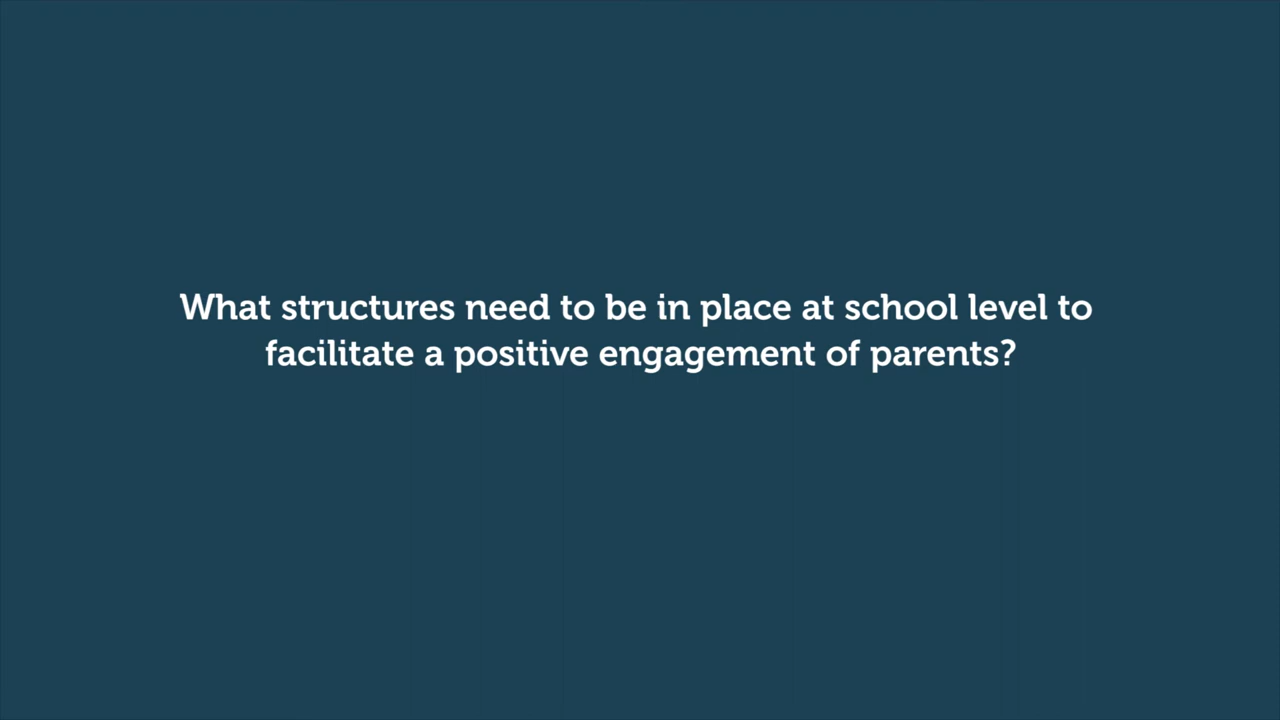 What structures need to be in place at school level to
facilitate a positive engagement of parents?